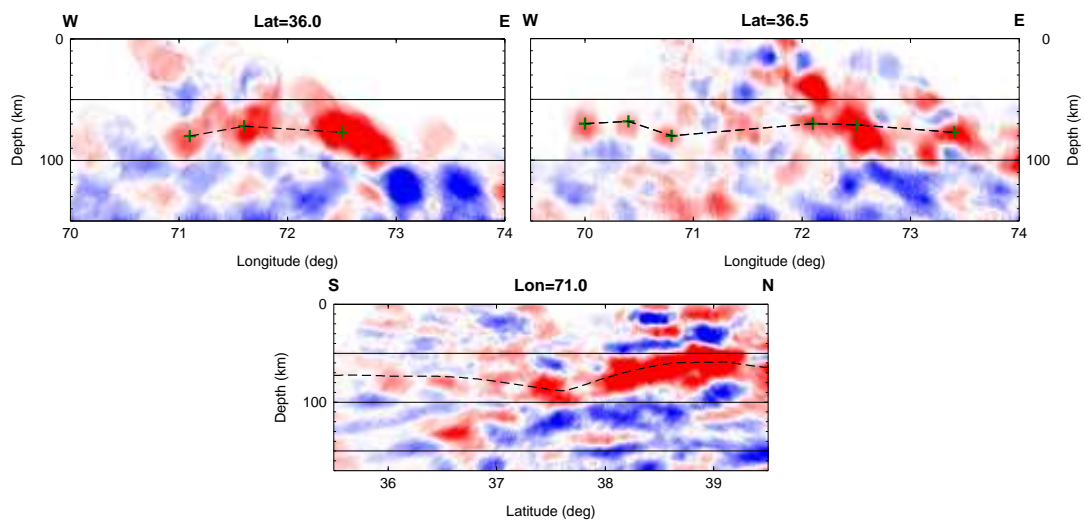 W Lat=36.0 E
0
100
Depth (km)
70 71 72 73 74
Longitude (deg)
W Lat=36.5 E
0
100
Depth (km)
70 71 72 73 74
Longitude (deg)
S Lon=71.0 N
0
100
Depth (km)
36 37 38 39
Latitude (deg)